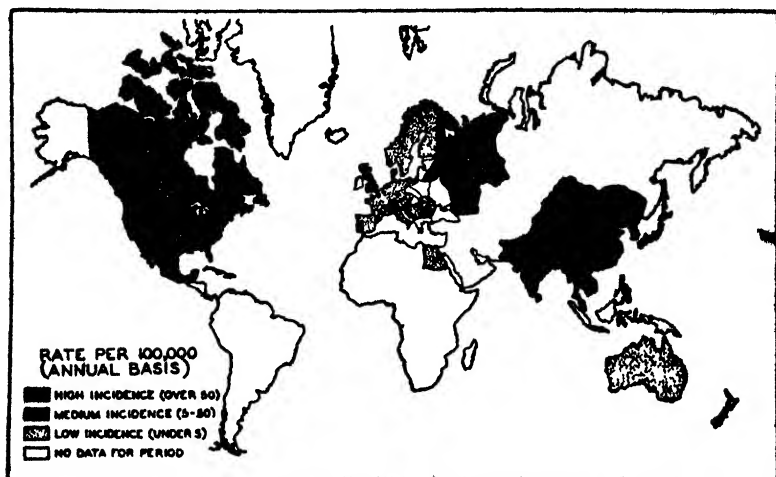 RATE PER 100,000
(ANNUAL BASIS)
HIGH INCIDENCE (OVER 50)
MEDIUM INCIDENCE (5-50)
LOW INCIDENCE (UNDER 5)
NO DATA FOR PERIOD